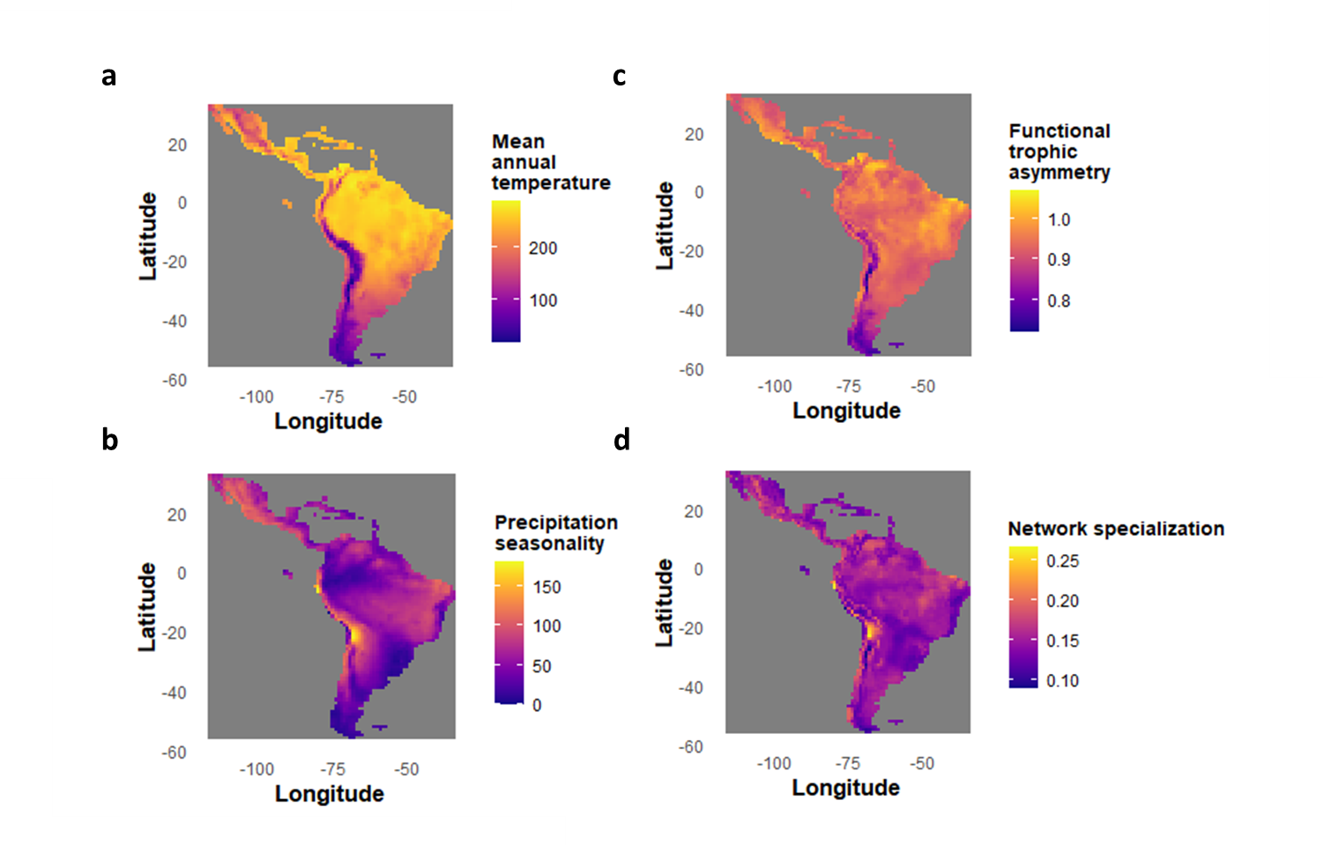 a
Mean
annual
temperature
200
100
20
0
-20
-40
-60
Latitude
-100
-75
-50
Longitude
c
Functional
trophic
asymmetry
1.0
0.9
0.8
20
0
-20
-40
-60
Latitude
-100
-75
-50
Longitude
b
Precipitation
seasonality
150
100
50
0
20
0
-20
-40
-60
Latitude
-100
-75
-50
Longitude
d
Network specialization
0.25
0.20
0.15
0.10
20
0
-20
-40
-60
Latitude
-100
-75
-50
Longitude